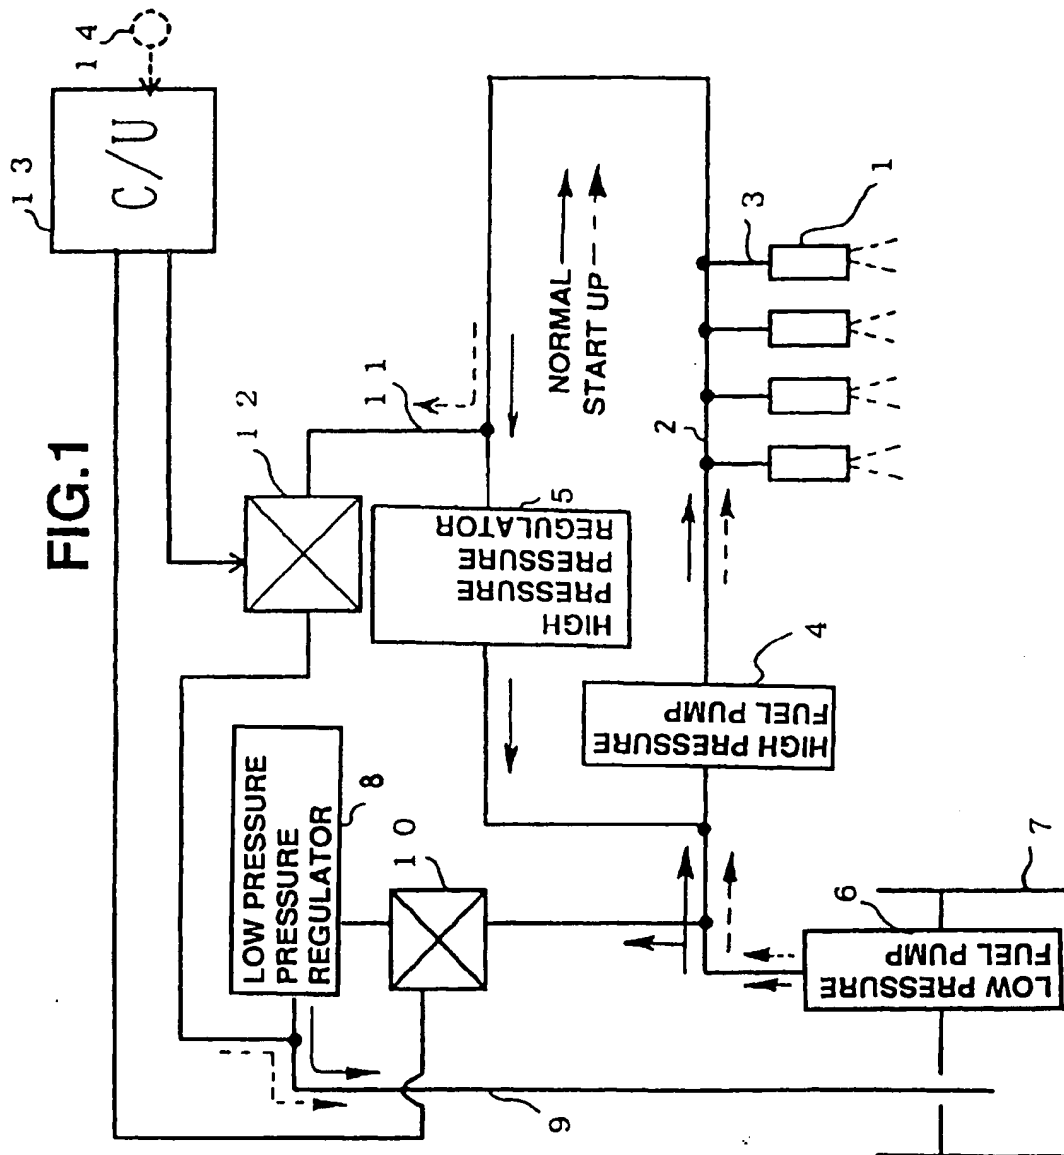 FIG.1
14
13
C/U
12
11
NORMAL
START UP
3
1
2
HIGH
PRESSURE
PRESSURE
REGULATOR
5
4
HIGH PRESSURE
FUEL PUMP
LOW PRESSURE
PRESSURE
REGULATOR
8
10
7
6
LOW PRESSURE
FUEL PUMP
9